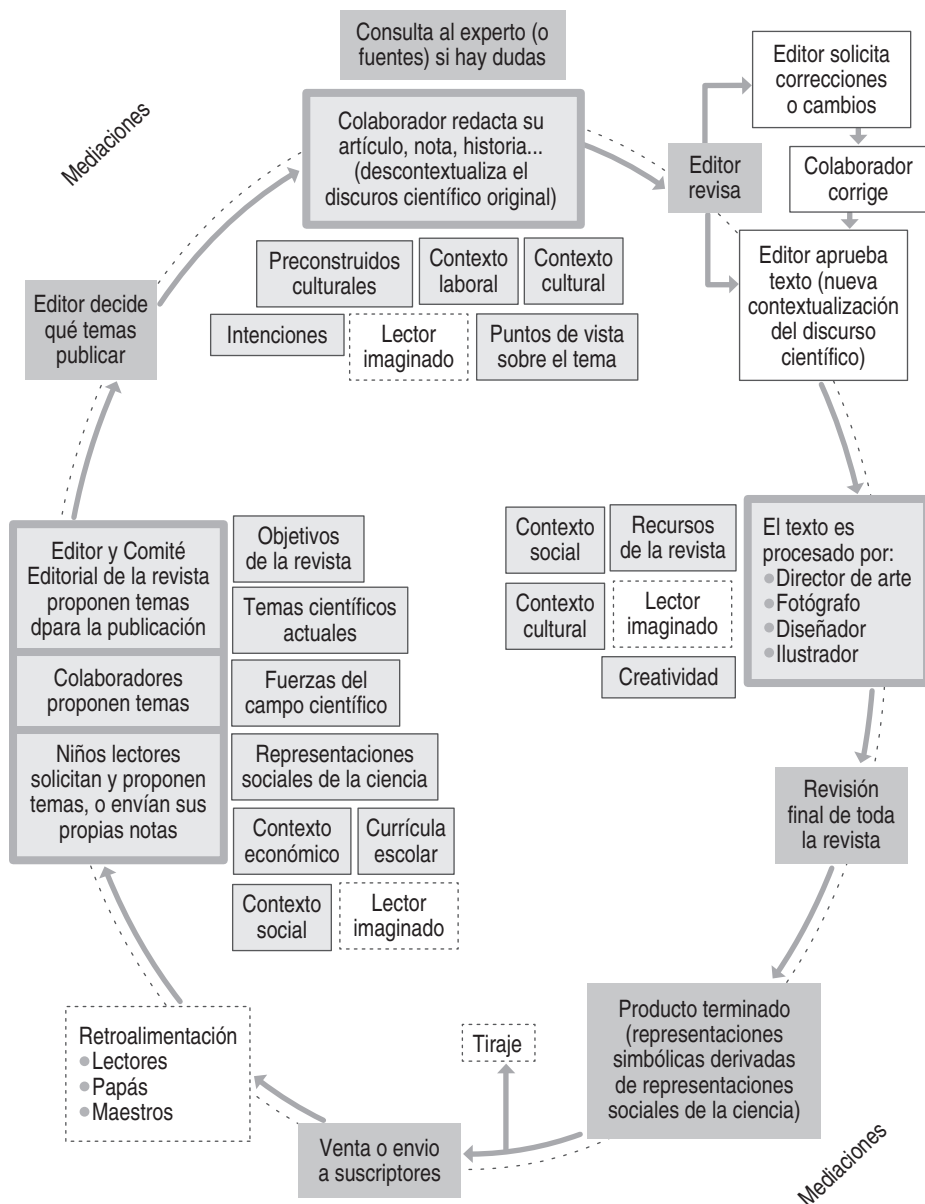 Consulta al experto (o
fuentes) si hay dudas
Mediaciones
Colaborador redacta su
artículo, nota, historia...
(descontextualiza el
discuros científico original)
Editor
revisa
Editor solicita
correcciones
o cambios
Colaborador
corrige
Editor aprueba
texto (nueva
contextualización
del discurso
científico)
Editor decide
qué temas
publicar
Preconstruidos
culturales
Contexto
laboral
Contexto
cultural
Intenciones
Lector
imaginado
Puntos de vista
sobre el tema
Editor y Comité
Editorial de la revista
proponen temas
dpara la publicación
Colaboradores
proponen temas
Niños lectores
solicitan y proponen
temas, o envían sus
propias notas
Objetivos
de la revista
Temas científicos
actuales
Fuerzas del
campo científico
Representaciones
sociales de la ciencia
Contexto
económico
Currícula
escolar
Contexto
social
Lector
imaginado
Contexto
social
Recursos
de la revista
Contexto
cultural
Lector
imaginado
Creatividad
El texto es
procesado por:
●Director de arte
●Fotógrafo
●Diseñador
●Ilustrador
Revisión
final de toda
la revista
Producto terminado
(representaciones
simbólicas derivadas
de representaciones
sociales de la ciencia)
Tiraje
Venta o envio
a suscriptores
Retroalimentación
●Lectores
●Papás
●Maestros
Mediaciones